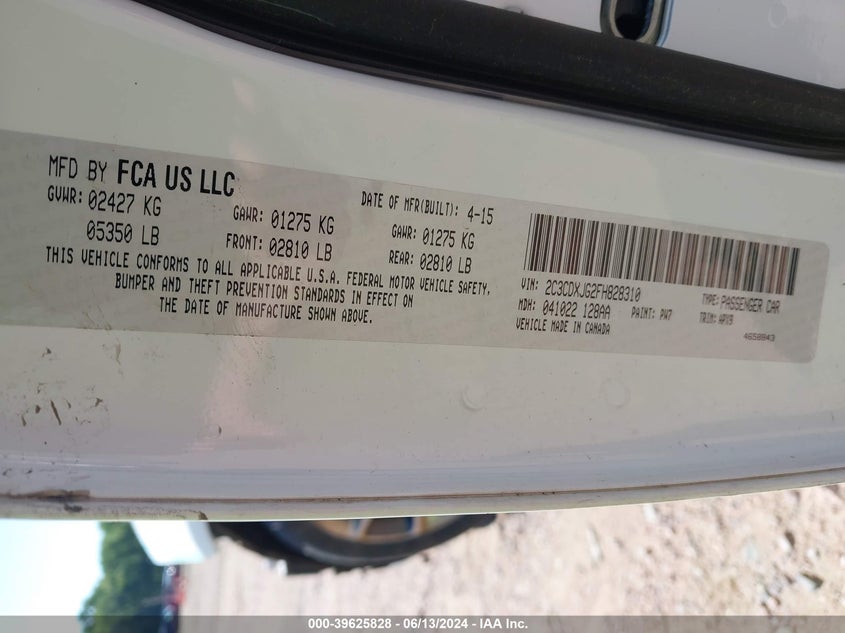 MFD BY FCA US LLC
DATE OF MFR(BUILT): 4-15
GVWR: 02427 KG
GAWR: 01275 KG
GAWR: 01275 KG
05350 LB
FRONT: 02810 LB
REAR: 02810 LB
THIS VEHICLE CONFORMS TO ALL APPLICABLE U.S.A. FEDERAL MOTOR VEHICLE SAFETY,
BUMPER AND THEFT PREVENTION STANDARDS IN EFFECT ON
THE DATE OF MANUFACTURE SHOWN ABOVE.
VIN: 2C3CDXJG2FH828310
TYPE: PASSENGER CAR
MDH: 041022 128AA
PAINT: PW7
TRIM: APX9
VEHICLE MADE IN CANADA
4658843
000-39625828 - 06/13/2024 - IAA Inc.